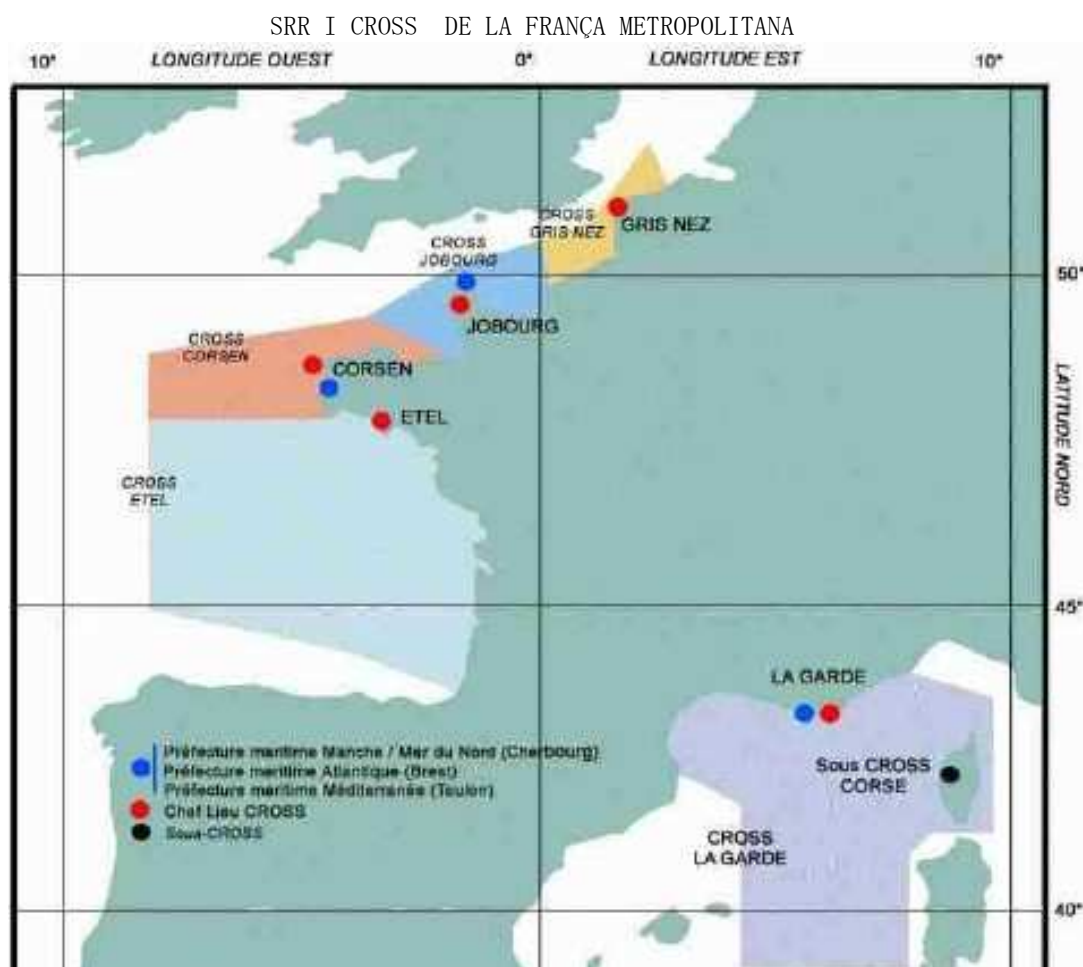 SRR I CROSS DE LA FRANÇA METROPOLITANA
10° LONGITUDE OUEST 0° LONGITUDE EST 10°
CROSS
GRIS-NEZ
GRIS NEZ
CROSS
JOBOURG
50°
JOBOURG
CROSS
CORSEN
CORSEN
ETEL
LATITUDE NORD
CROSS
ETEL
45°
LA GARDE
Préfecture maritime Manche / Mer du Nord (Cherbourg)
Préfecture maritime Atlantique (Brest)
Préfecture maritime Méditerranée (Toulon)
Chef Lieu CROSS
Sous-CROSS
Sous CROSS
CORSE
CROSS
LA GARDE
40°